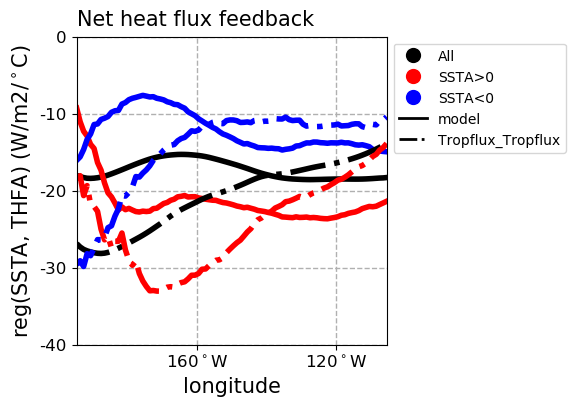 Net heat flux feedback
reg(SSTA, THFA) (W/m2/°C)
0
-10
-20
-30
-40
160°W
120°W
longitude
All
SSTA>0
SSTA<0
model
Tropflux_Tropflux